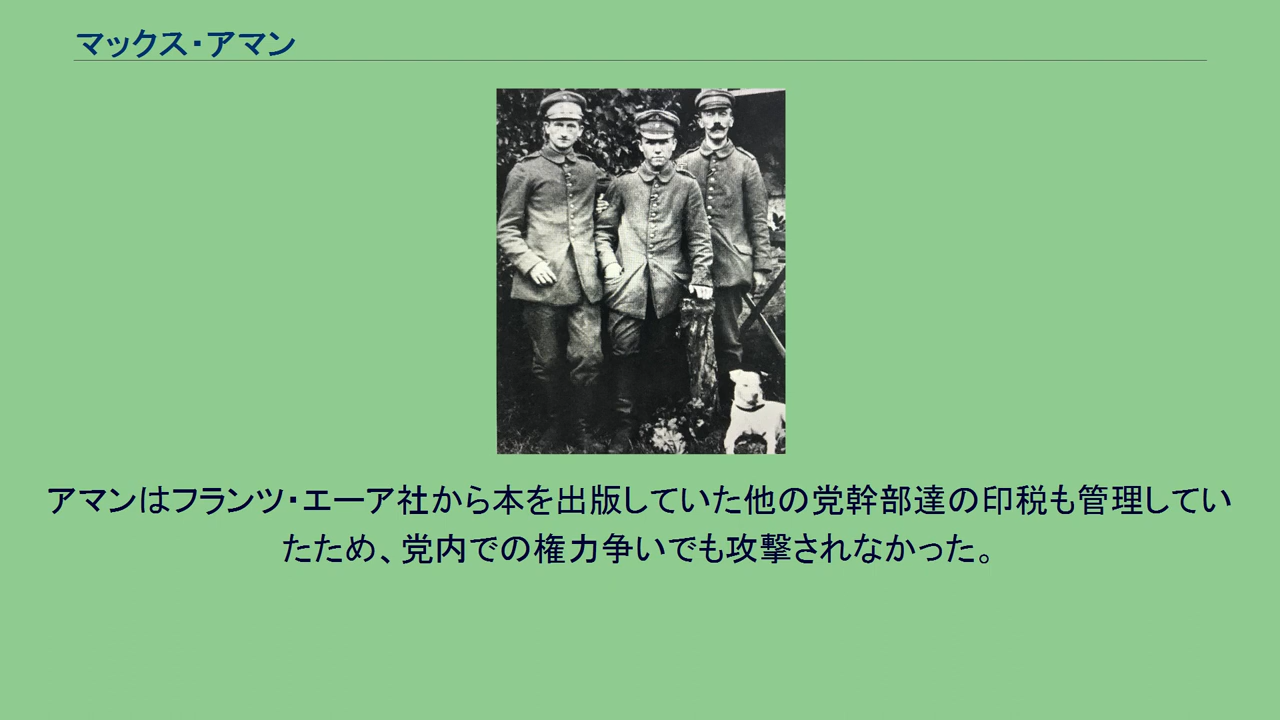 マックス・アマン
アマンはフランツ・エーア社から本を出版していた他の党幹部達の印税も管理してい
たため、党内での権力争いでも攻撃されなかった。